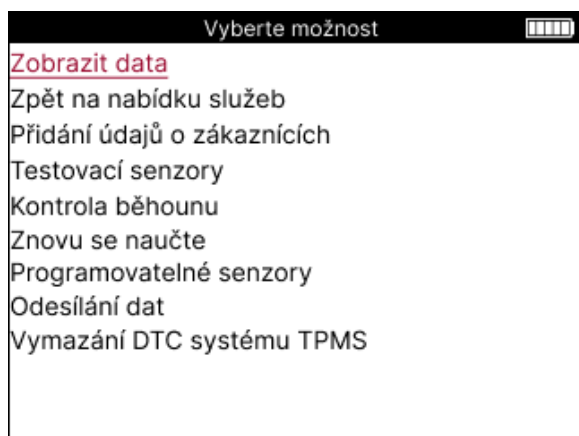 Vyberte možnost
Zobrazit data
Zpět na nabídku služeb
Přidání údajů o zákaznících
Testovací senzory
Kontrola běhounu
Znovu se naučte
Programovatelné senzory
Odesílání dat
Vymazání DTC systému TPMS